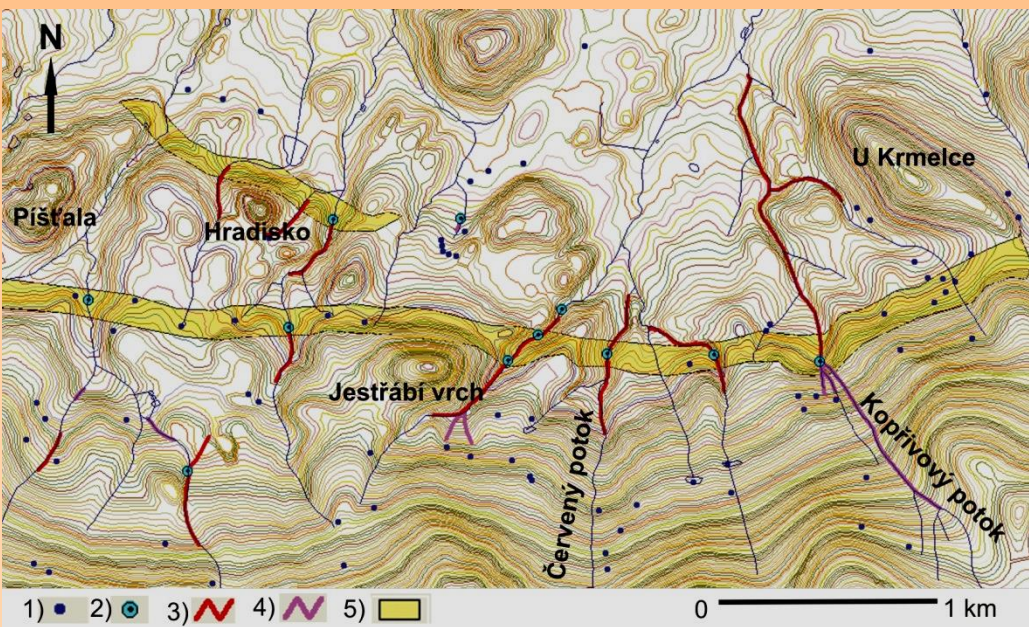 N
U Krmelce
Píšťala
Hradisko
Jestřábí vrch
Červený potok
Kopřivový potok
1) 2) 3) 4) 5) 0 1 km